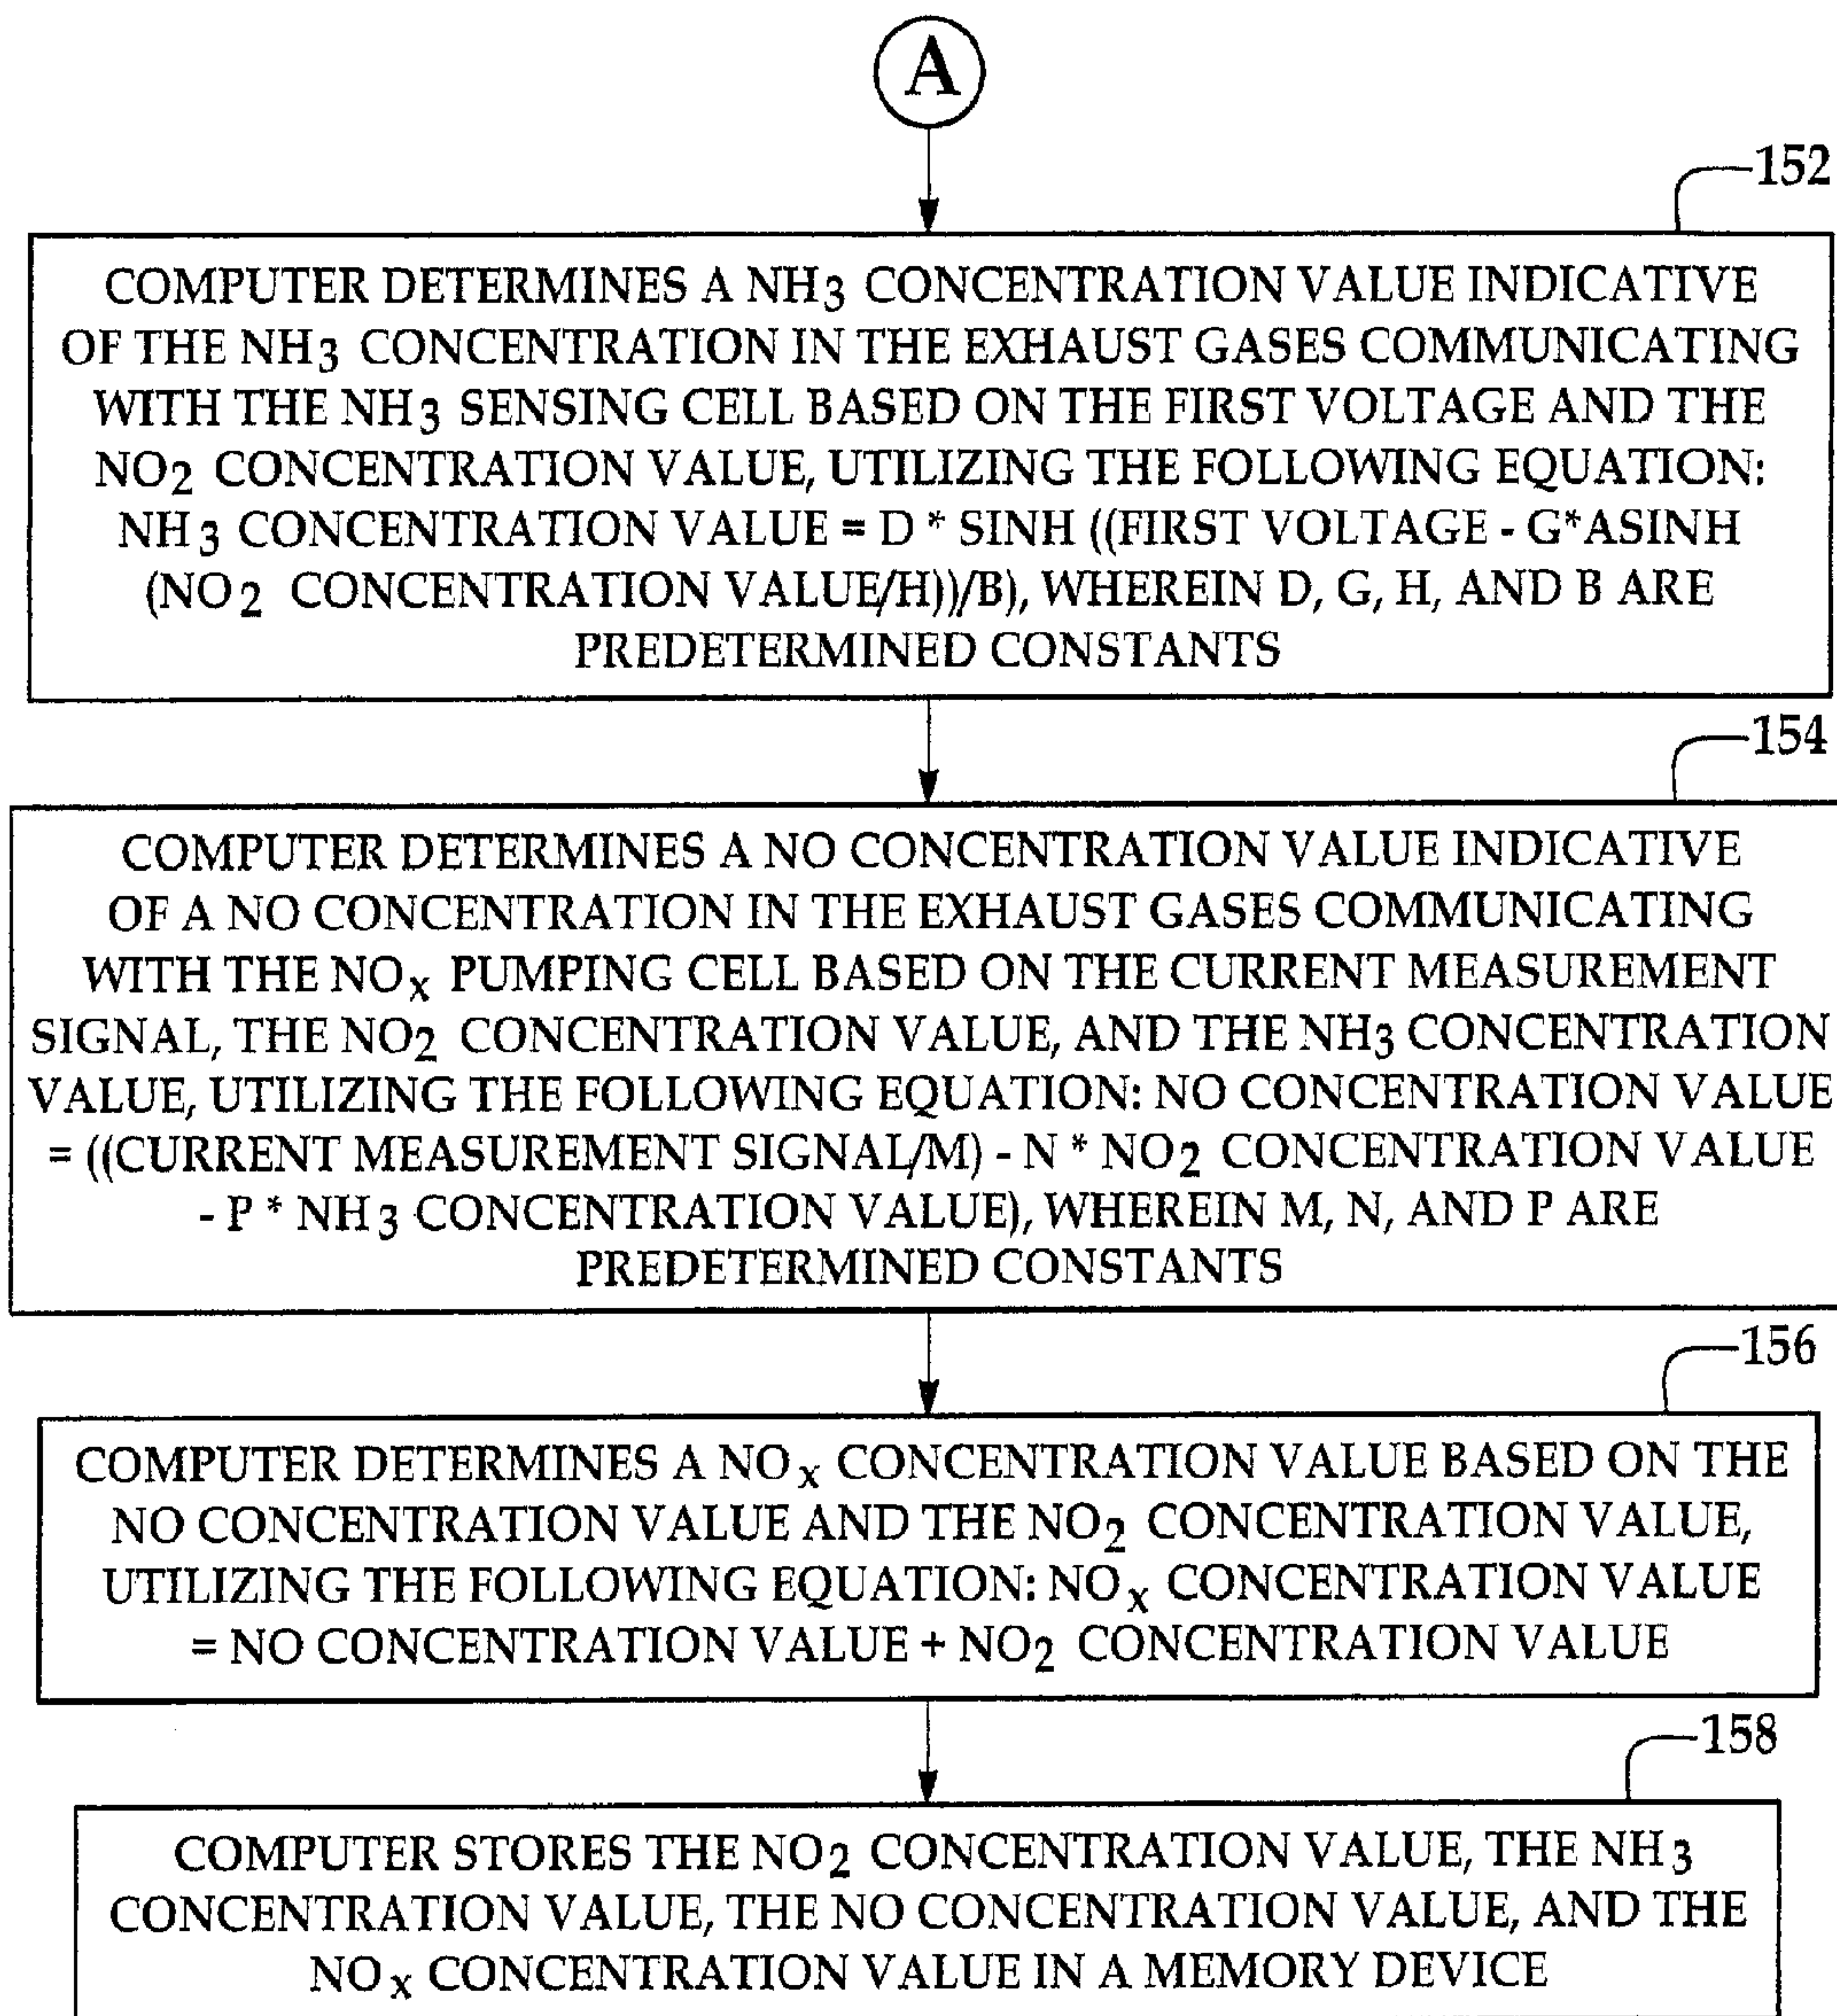 A
152
COMPUTER DETERMINES A NH3 CONCENTRATION VALUE INDICATIVE
OF THE NH3 CONCENTRATION IN THE EXHAUST GASES COMMUNICATING
WITH THE NH3 SENSING CELL BASED ON THE FIRST VOLTAGE AND THE
NO2 CONCENTRATION VALUE, UTILIZING THE FOLLOWING EQUATION:
NH3 CONCENTRATION VALUE = D * SINH ((FIRST VOLTAGE - G*ASINH
(NO2 CONCENTRATION VALUE/H))/B), WHEREIN D, G, H, AND B ARE
PREDETERMINED CONSTANTS
154
COMPUTER DETERMINES A NO CONCENTRATION VALUE INDICATIVE
OF A NO CONCENTRATION IN THE EXHAUST GASES COMMUNICATING
WITH THE NOx PUMPING CELL BASED ON THE CURRENT MEASUREMENT
SIGNAL, THE NO2 CONCENTRATION VALUE, AND THE NH3 CONCENTRATION
VALUE, UTILIZING THE FOLLOWING EQUATION: NO CONCENTRATION VALUE
= ((CURRENT MEASUREMENT SIGNAL/M) - N * NO2 CONCENTRATION VALUE
- P * NH3 CONCENTRATION VALUE), WHEREIN M, N, AND P ARE
PREDETERMINED CONSTANTS
156
COMPUTER DETERMINES A NOx CONCENTRATION VALUE BASED ON THE
NO CONCENTRATION VALUE AND THE NO2 CONCENTRATION VALUE,
UTILIZING THE FOLLOWING EQUATION: NOx CONCENTRATION VALUE
= NO CONCENTRATION VALUE + NO2 CONCENTRATION VALUE
158
COMPUTER STORES THE NO2 CONCENTRATION VALUE, THE NH3
CONCENTRATION VALUE, THE NO CONCENTRATION VALUE, AND THE
NOx CONCENTRATION VALUE IN A MEMORY DEVICE